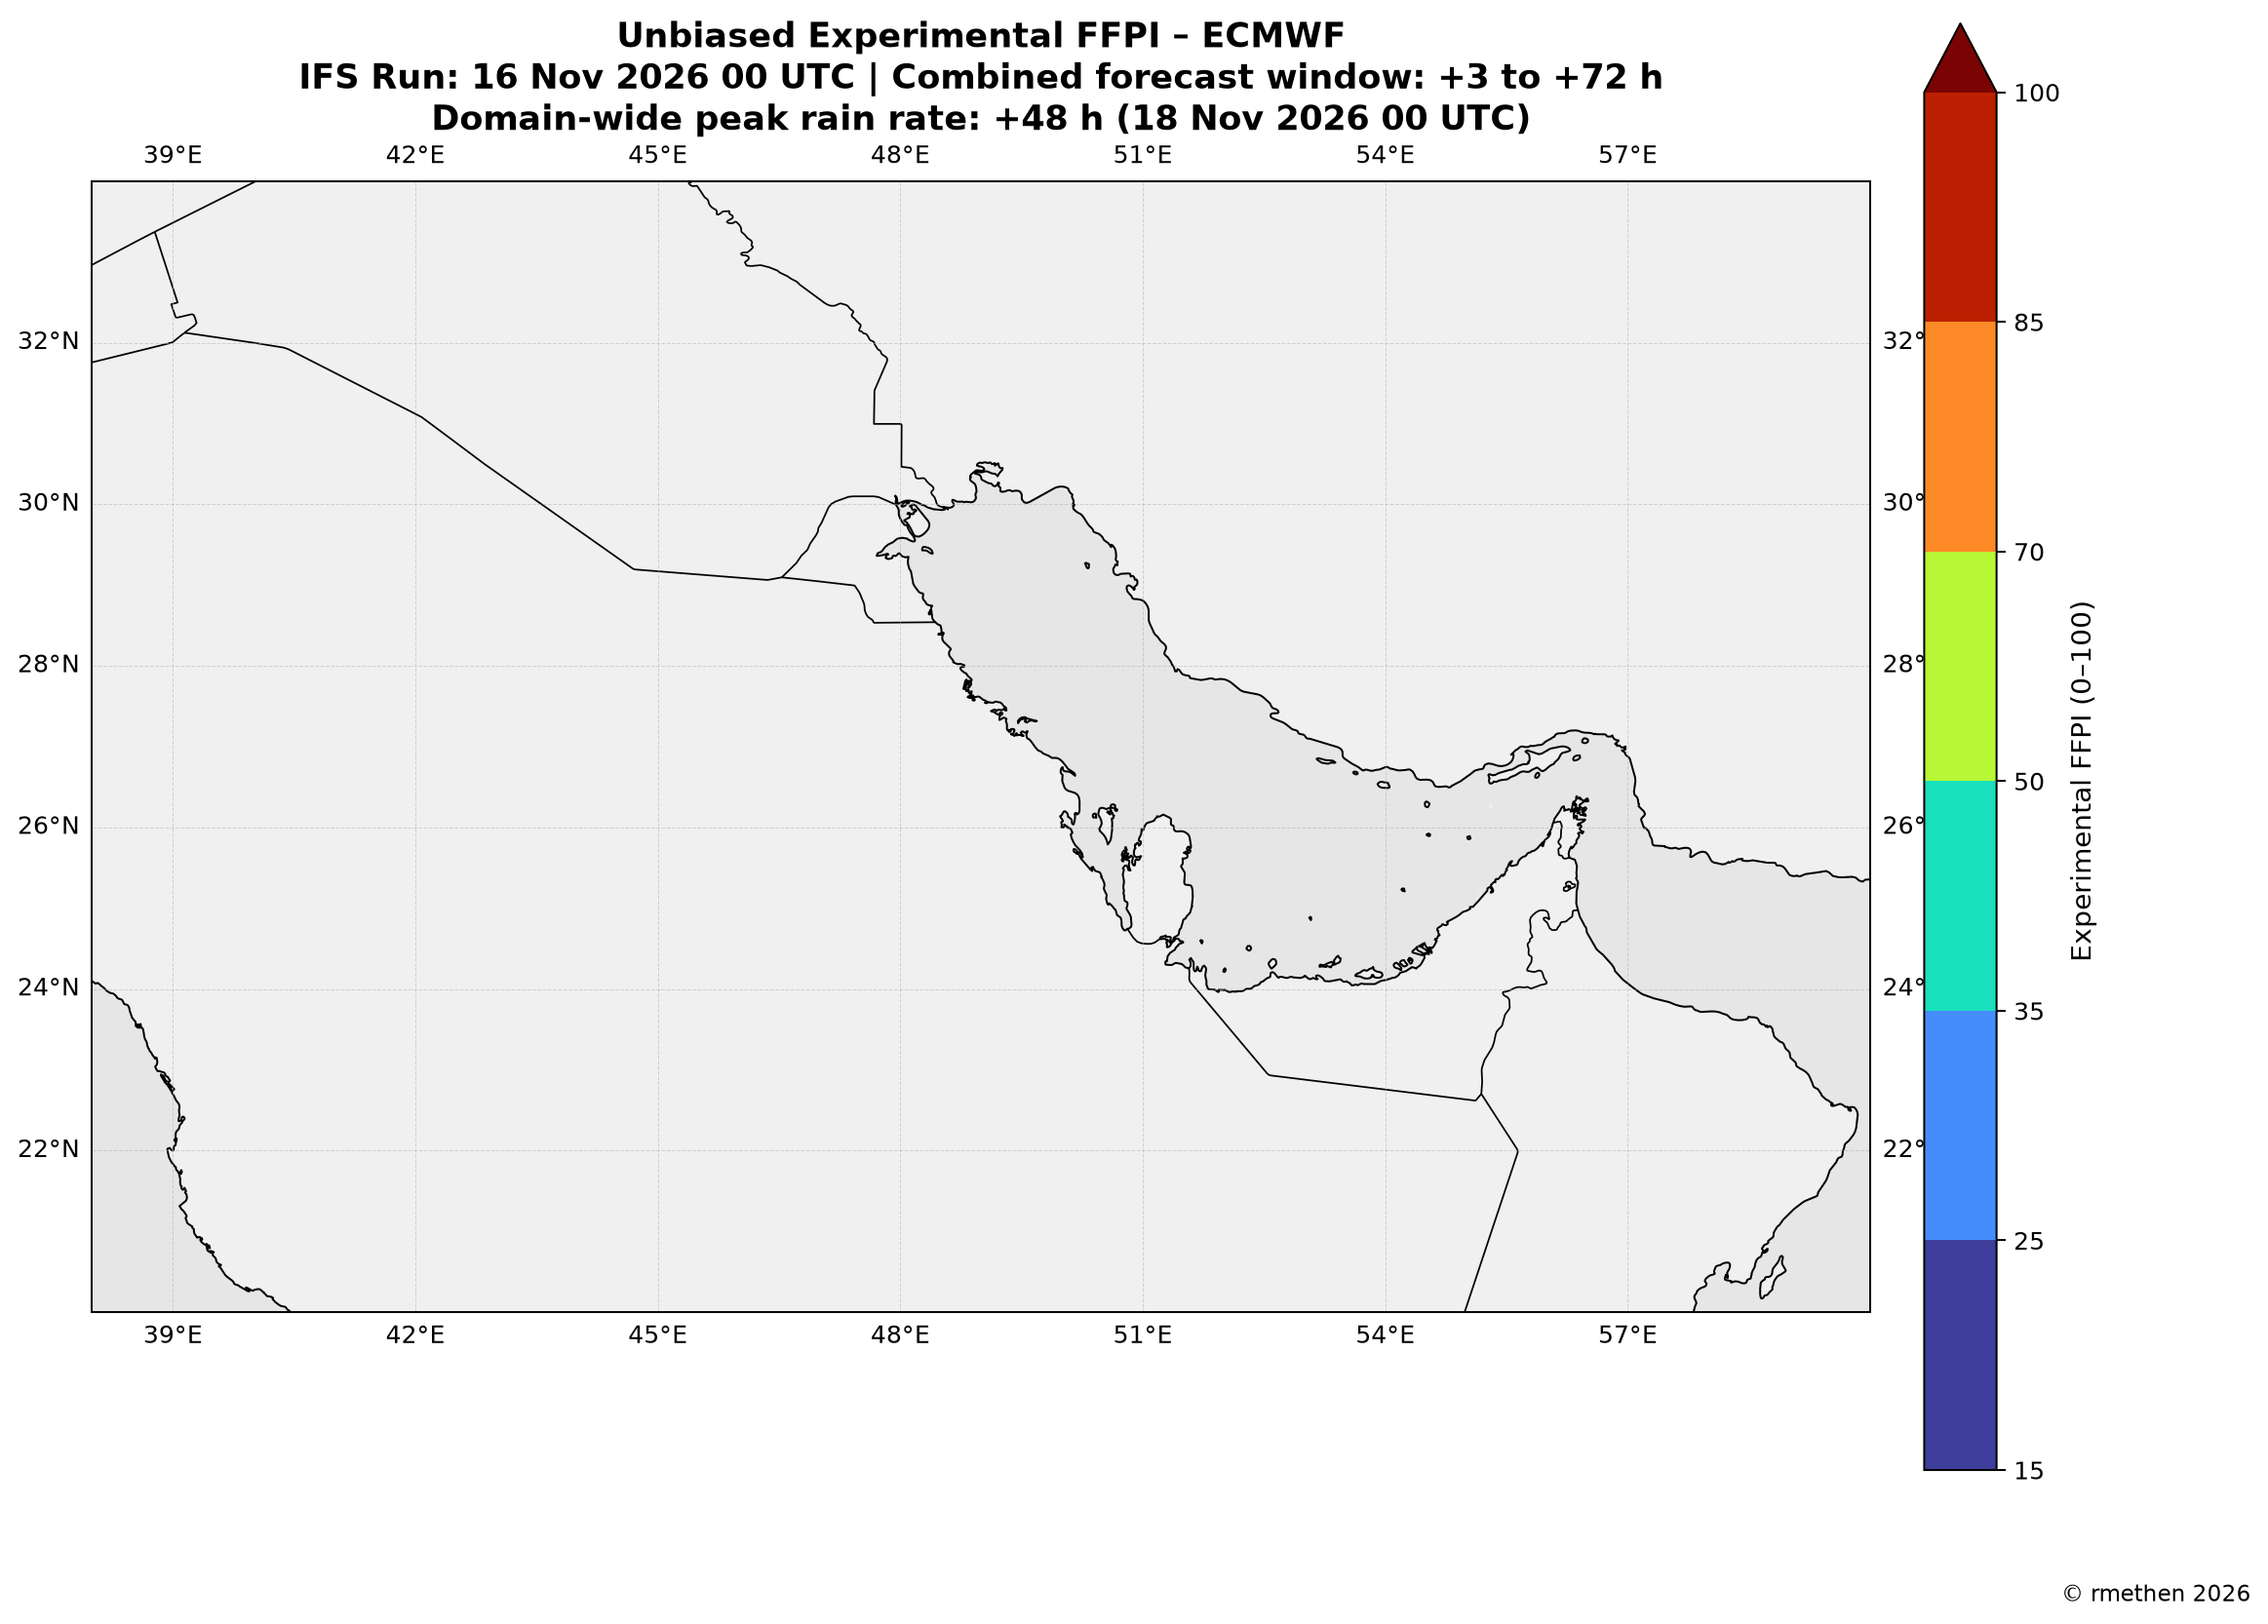 Unbiased Experimental FFPI – ECMWF
IFS Run: 16 Nov 2026 00 UTC | Combined forecast window: +3 to +72 h
Domain-wide peak rain rate: +48 h (18 Nov 2026 00 UTC)
39°E 42°E 45°E 48°E 51°E 54°E 57°E
32°N 32°
30°N 30°
28°N 28°
26°N 26°
24°N 24°
22°N 22°
39°E 42°E 45°E 48°E 51°E 54°E 57°E
100
85
70
50
35
25
15
Experimental FFPI (0–100)
© rmethen 2026